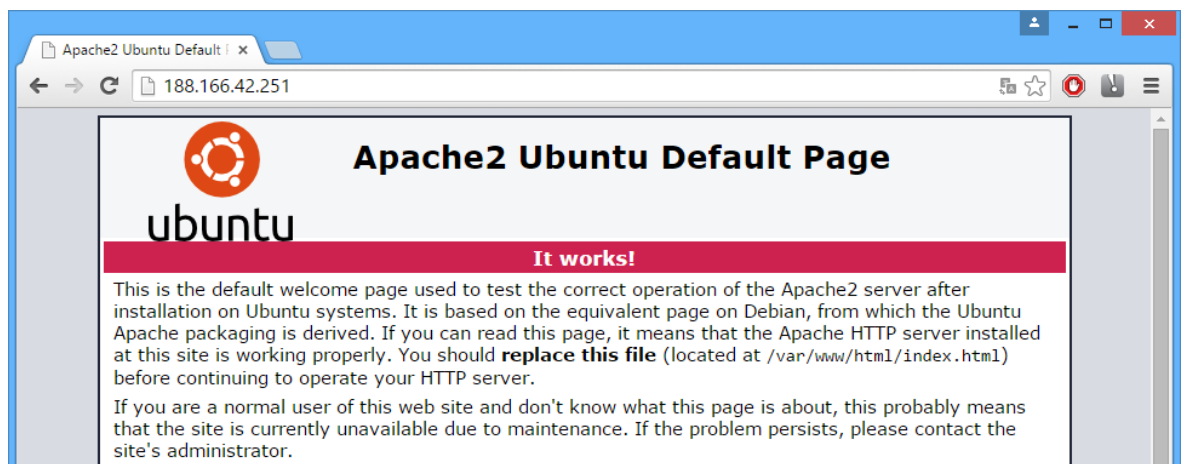 Apache2 Ubuntu Default
188.166.42.251
Apache2 Ubuntu Default Page
ubuntu
It works!
This is the default welcome page used to test the correct operation of the Apache2 server after
installation on Ubuntu systems. It is based on the equivalent page on Debian, from which the Ubuntu
Apache packaging is derived. If you can read this page, it means that the Apache HTTP server installed
at this site is working properly. You should replace this file (located at /var/www/html/index.html)
before continuing to operate your HTTP server.
If you are a normal user of this web site and don't know what this page is about, this probably means
that the site is currently unavailable due to maintenance. If the problem persists, please contact the
site's administrator.